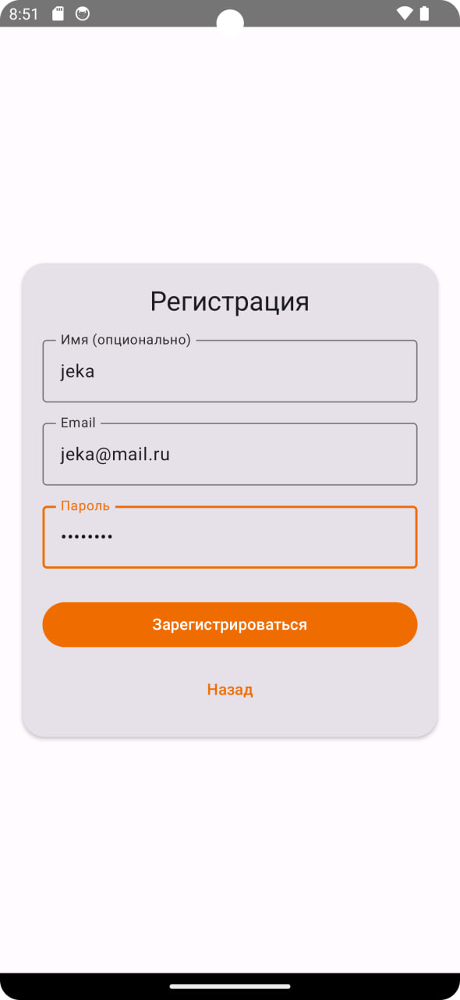 8:51
Регистрация
Имя (опционально)
jeka
Email
jeka@mail.ru
Пароль
••••••••
Зарегистрироваться
Назад